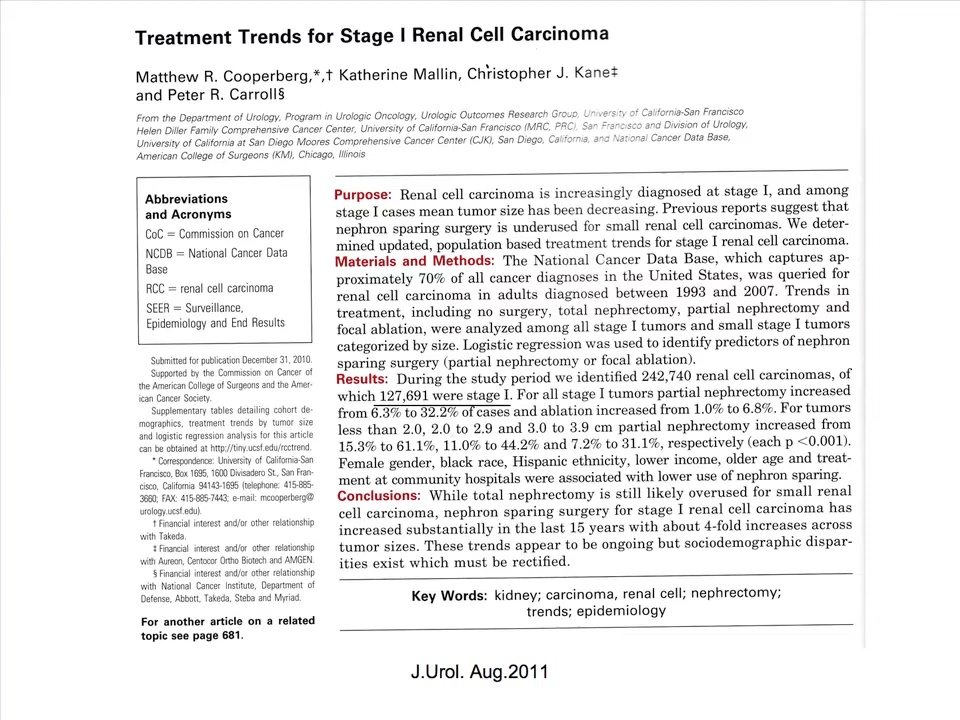 Treatment Trends for Stage I Renal Cell Carcinoma
Matthew R. Cooperberg,*,† Katherine Mallin, Christopher J. Kane‡
and Peter R. Carroll§
From the Department of Urology, Program in Urologic Oncology, Urologic Outcomes Research Group, University of California-San Francisco
Helen Diller Family Comprehensive Cancer Center, University of California-San Francisco (MRC, PRC), San Francisco and Division of Urology,
University of California at San Diego Moores Comprehensive Cancer Center (CJK), San Diego, California, and National Cancer Data Base,
American College of Surgeons (KM), Chicago, Illinois
Abbreviations
and Acronyms
CoC = Commission on Cancer
NCDB = National Cancer Data
Base
RCC = renal cell carcinoma
SEER = Surveillance,
Epidemiology and End Results
Submitted for publication December 31, 2010.
Supported by the Commission on Cancer of
the American College of Surgeons and the Amer-
ican Cancer Society.
Supplementary tables detailing cohort de-
mographics, treatment trends by tumor size
and logistic regression analysis for this article
can be obtained at http://tiny.ucsf.edu/rcctrend.
* Correspondence: University of California-San
Francisco, Box 1695, 1600 Divisadero St., San Fran-
cisco, California 94143-1695 (telephone: 415-885-
3660; FAX: 415-885-7443; e-mail: mcooperberg@
urology.ucsf.edu).
† Financial interest and/or other relationship
with Takeda.
‡ Financial interest and/or other relationship
with Aureon, Centocor Ortho Biotech and AMGEN.
§ Financial interest and/or other relationship
with National Cancer Institute, Department of
Defense, Abbott, Takeda, Steba and Myriad.
For another article on a related
topic see page 681.
Purpose: Renal cell carcinoma is increasingly diagnosed at stage I, and among
stage I cases mean tumor size has been decreasing. Previous reports suggest that
nephron sparing surgery is underused for small renal cell carcinomas. We deter-
mined updated, population based treatment trends for stage I renal cell carcinoma.
Materials and Methods: The National Cancer Data Base, which captures ap-
proximately 70% of all cancer diagnoses in the United States, was queried for
renal cell carcinoma in adults diagnosed between 1993 and 2007. Trends in
treatment, including no surgery, total nephrectomy, partial nephrectomy and
focal ablation, were analyzed among all stage I tumors and small stage I tumors
categorized by size. Logistic regression was used to identify predictors of nephron
sparing surgery (partial nephrectomy or focal ablation).
Results: During the study period we identified 242,740 renal cell carcinomas, of
which 127,691 were stage I. For all stage I tumors partial nephrectomy increased
from 6.3% to 32.2% of cases and ablation increased from 1.0% to 6.8%. For tumors
less than 2.0, 2.0 to 2.9 and 3.0 to 3.9 cm partial nephrectomy increased from
15.3% to 61.1%, 11.0% to 44.2% and 7.2% to 31.1%, respectively (each p <0.001).
Female gender, black race, Hispanic ethnicity, lower income, older age and treat-
ment at community hospitals were associated with lower use of nephron sparing.
Conclusions: While total nephrectomy is still likely overused for small renal
cell carcinoma, nephron sparing surgery for stage I renal cell carcinoma has
increased substantially in the last 15 years with about 4-fold increases across
tumor sizes. These trends appear to be ongoing but sociodemographic dispar-
ities exist which must be rectified.
Key Words: kidney; carcinoma, renal cell; nephrectomy;
trends; epidemiology
J.Urol. Aug.2011